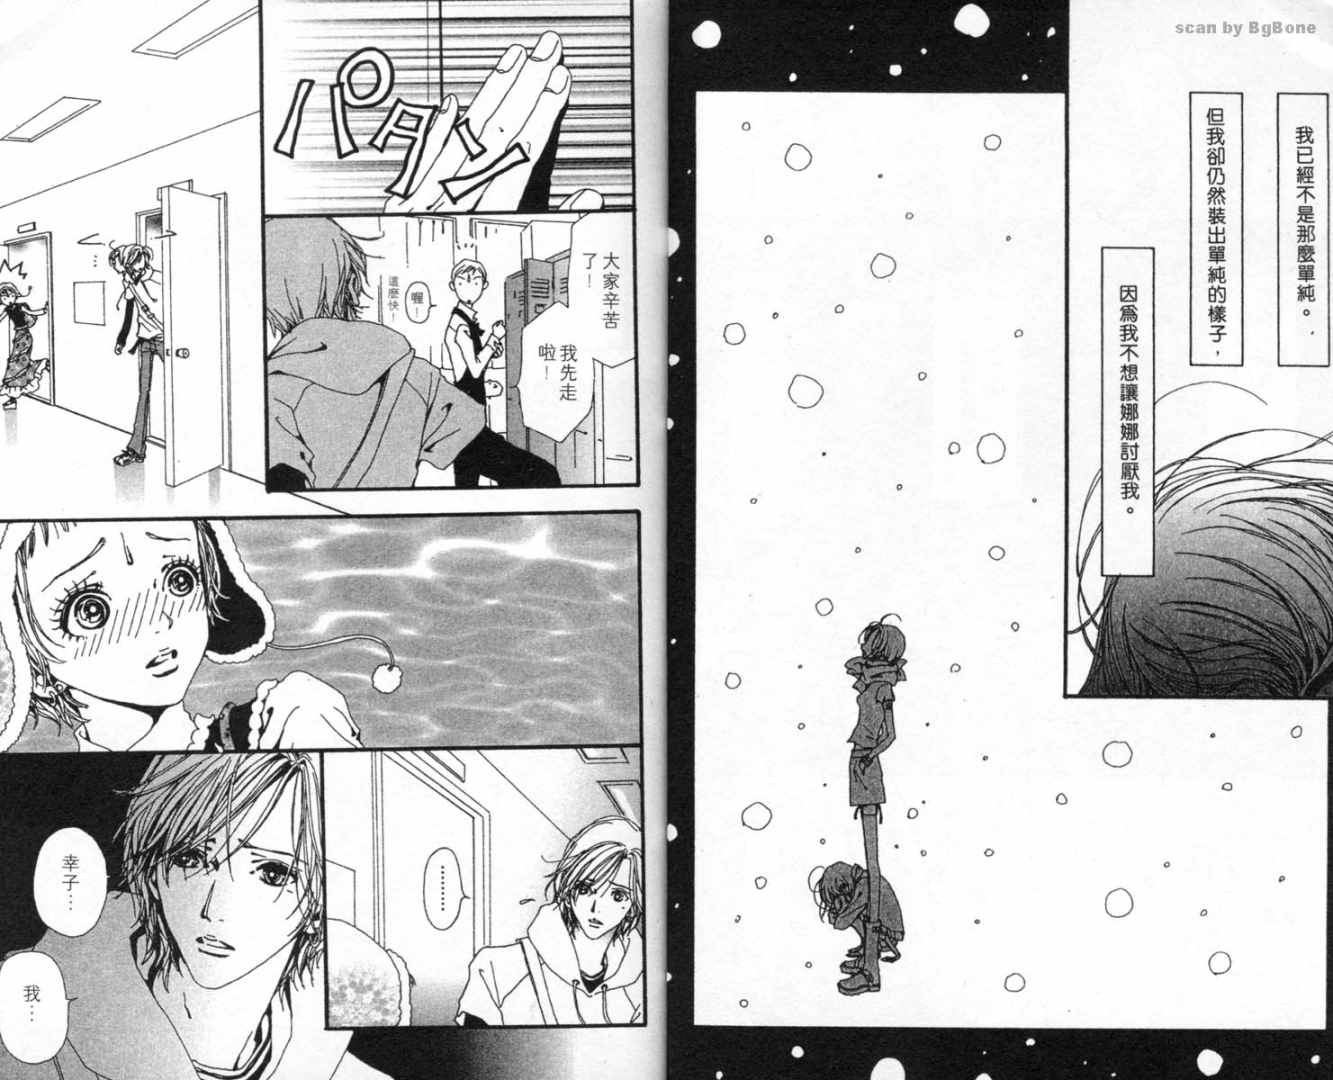 scan by BgBone
我已經不是那麼單純。
但我卻仍然裝出單純的樣子，
因為我不想讓娜娜討厭我。
パタン
大家辛苦
了！
我先走
啦！
喔！
這麼快！
…
………
幸子…
我…